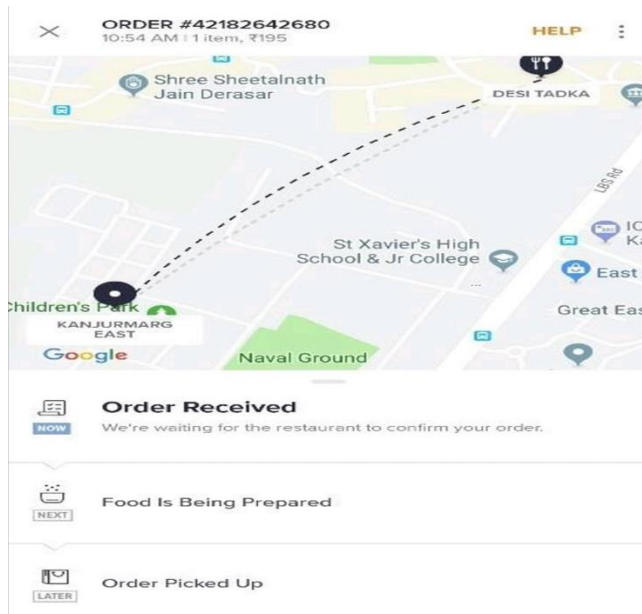 ORDER #42182642680
10:54 AM | 1 item, ₹195
HELP
Shree Sheetalnath
Jain Derasar
DESI TADKA
LBS Rd
St Xavier's High
School & Jr College
East
Great Eas
Children's Park
KANJURMARG
EAST
Google
Naval Ground
Order Received
NOW
We're waiting for the restaurant to confirm your order.
Food Is Being Prepared
NEXT
Order Picked Up
LATER